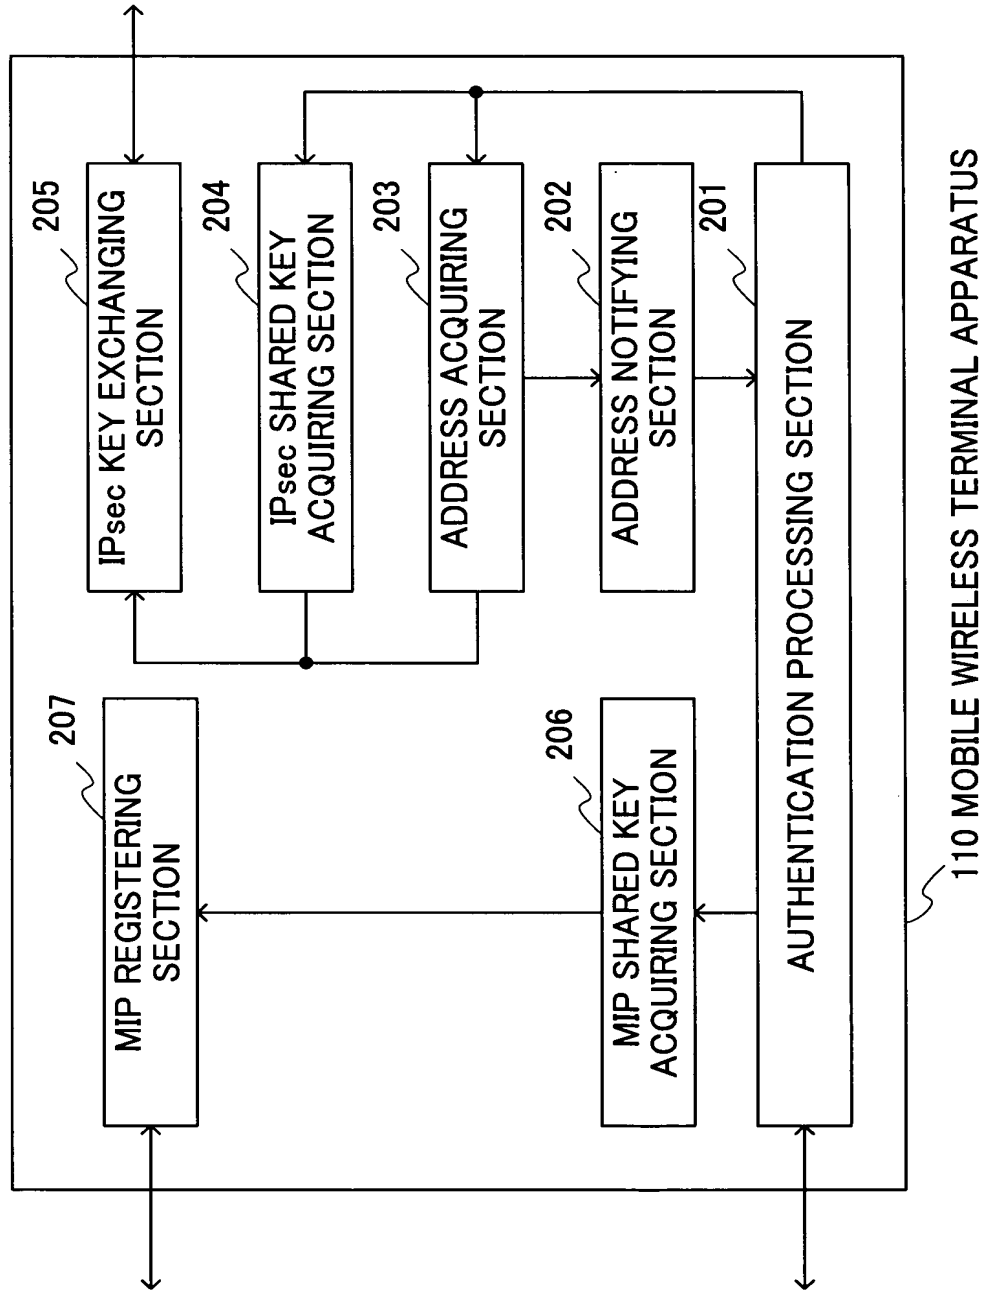 207
MIP REGISTERING
SECTION
205
IPsec KEY EXCHANGING
SECTION
204
IPsec SHARED KEY
ACQUIRING SECTION
203
ADDRESS ACQUIRING
SECTION
206
MIP SHARED KEY
ACQUIRING SECTION
202
ADDRESS NOTIFYING
SECTION
201
AUTHENTICATION PROCESSING SECTION
110 MOBILE WIRELESS TERMINAL APPARATUS